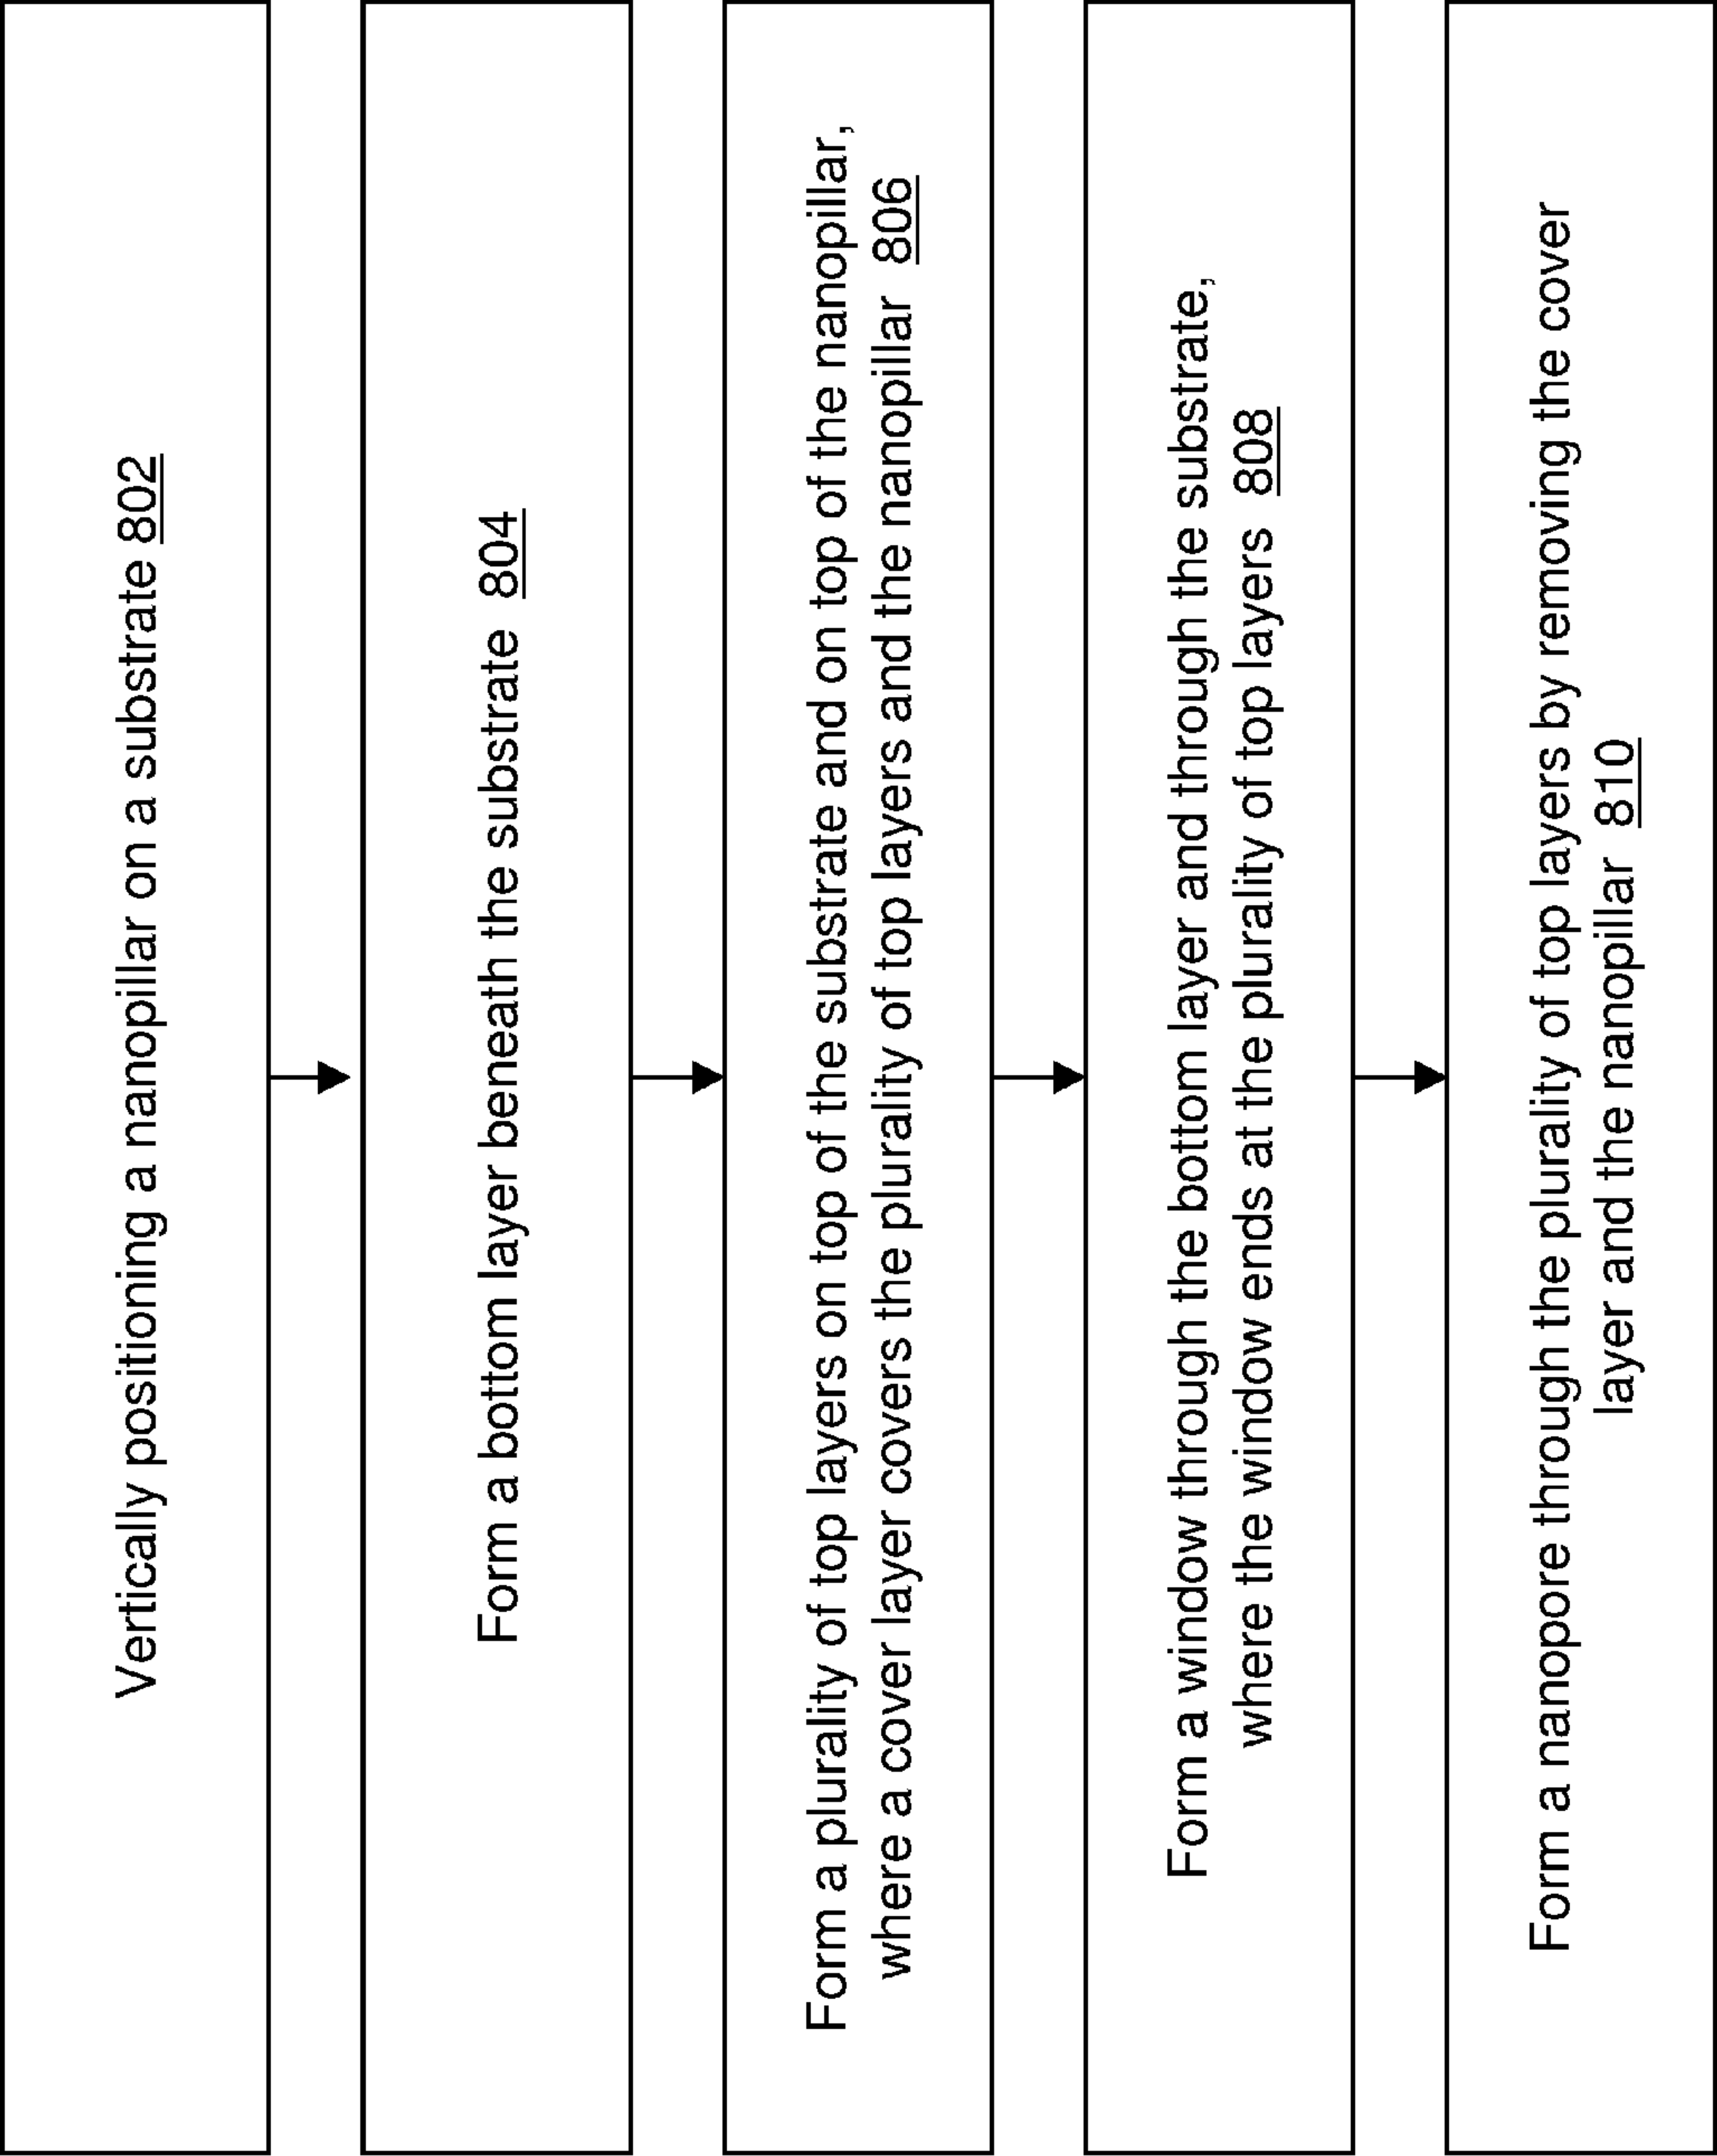 Vertically positioning a nanopillar on a substrate 802
Form a bottom layer beneath the substrate 804
Form a plurality of top layers on top of the substrate and on top of the nanopillar,
where a cover layer covers the plurality of top layers and the nanopillar 806
Form a window through the bottom layer and through the substrate,
where the window ends at the plurality of top layers 808
Form a nanopore through the plurality of top layers by removing the cover
layer and the nanopillar 810